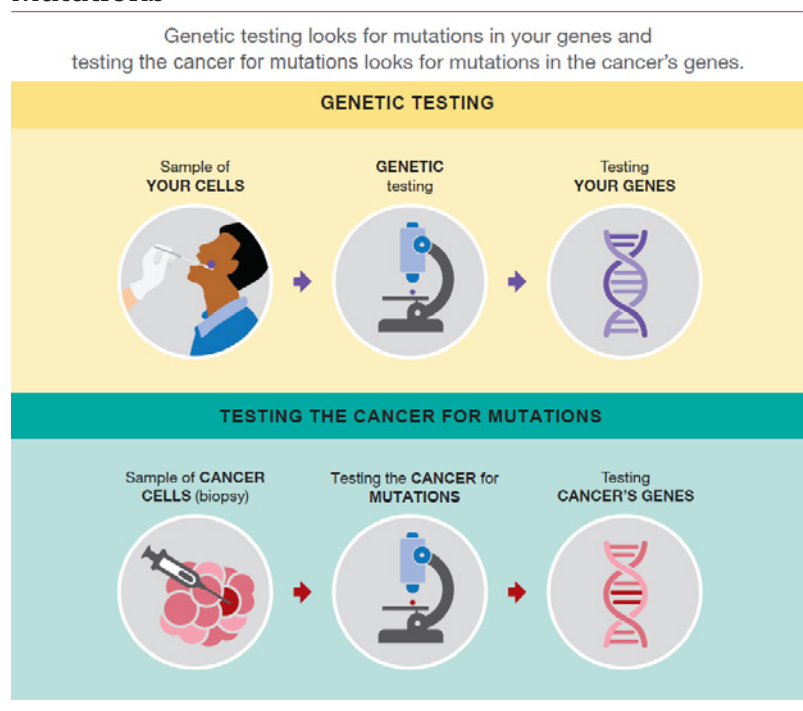 Genetic testing looks for mutations in your genes and
testing the cancer for mutations looks for mutations in the cancer's genes.
GENETIC TESTING
Sample of
YOUR CELLS
GENETIC
testing
Testing
YOUR GENES
TESTING THE CANCER FOR MUTATIONS
Sample of CANCER
CELLS (biopsy)
Testing the CANCER for
MUTATIONS
Testing
CANCER'S GENES